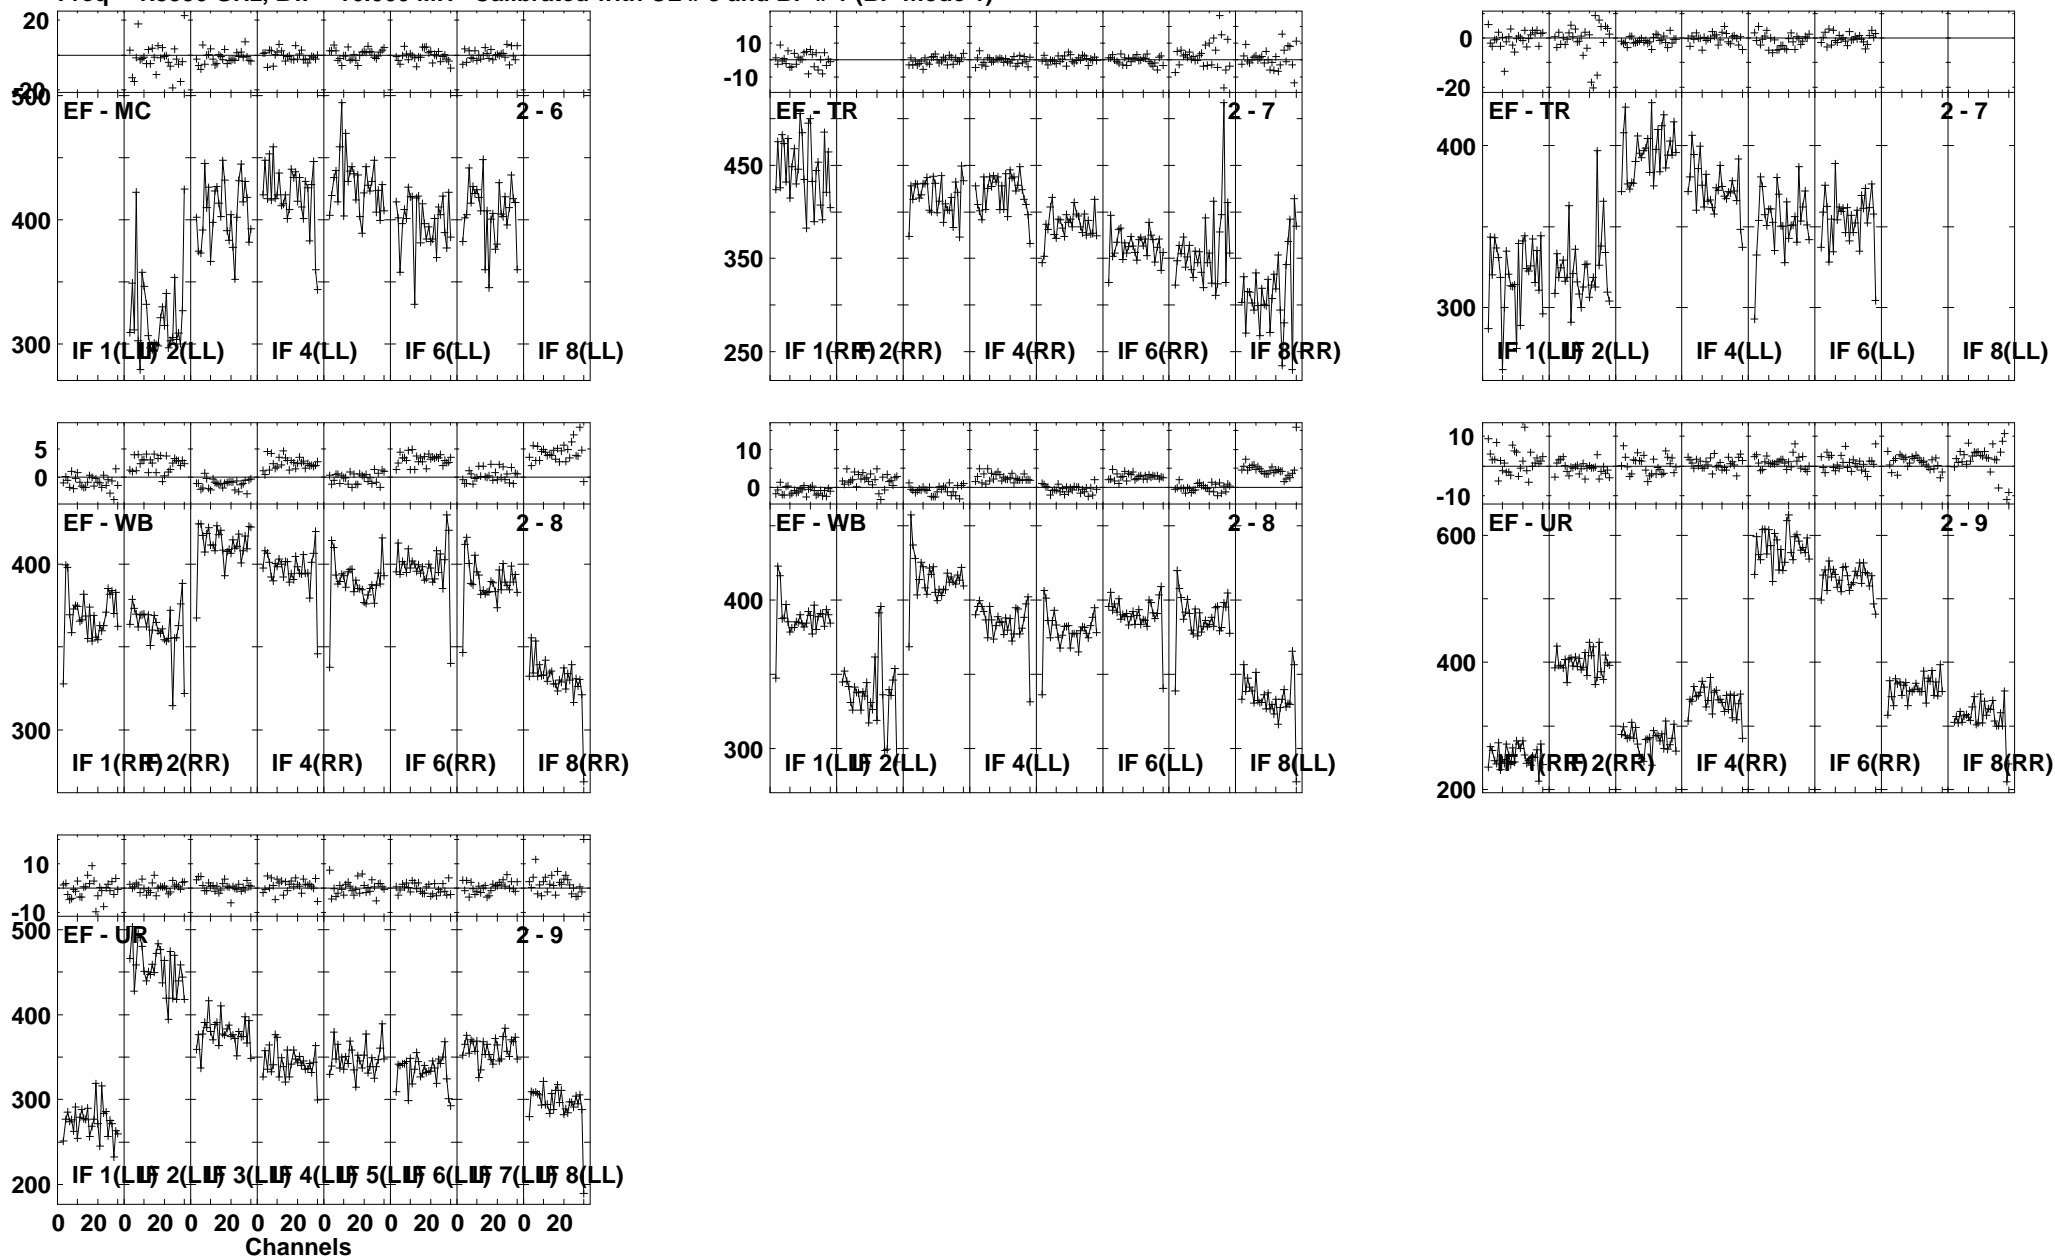 20
-20
500
EF - MC 2 - 6
400
300
IF 1(LL) IF 2(LL) IF 4(LL) IF 6(LL) IF 8(LL)
10
-10
EF - TR 2 - 7
450
350
250
IF 1(RR) IF 2(RR) IF 4(RR) IF 6(RR) IF 8(RR)
0
-20
EF - TR 2 - 7
400
300
IF 1(LL) IF 2(LL) IF 4(LL) IF 6(LL) IF 8(LL)
5
0
EF - WB 2 - 8
400
300
IF 1(RR) IF 2(RR) IF 4(RR) IF 6(RR) IF 8(RR)
10
0
EF - WB 2 - 8
400
300
IF 1(LL) IF 2(LL) IF 4(LL) IF 6(LL) IF 8(LL)
10
-10
EF - UR 2 - 9
600
400
200
IF 1(RR) IF 2(RR) IF 4(RR) IF 6(RR) IF 8(RR)
10
-10
500
EF - UR 2 - 9
400
300
200
IF 1(LL) IF 2(LL) IF 3(LL) IF 4(LL) IF 5(LL) IF 6(LL) IF 7(LL) IF 8(LL)
0 20 0 20 0 20 0 20 0 20 0 20 0 20 0 20
Channels